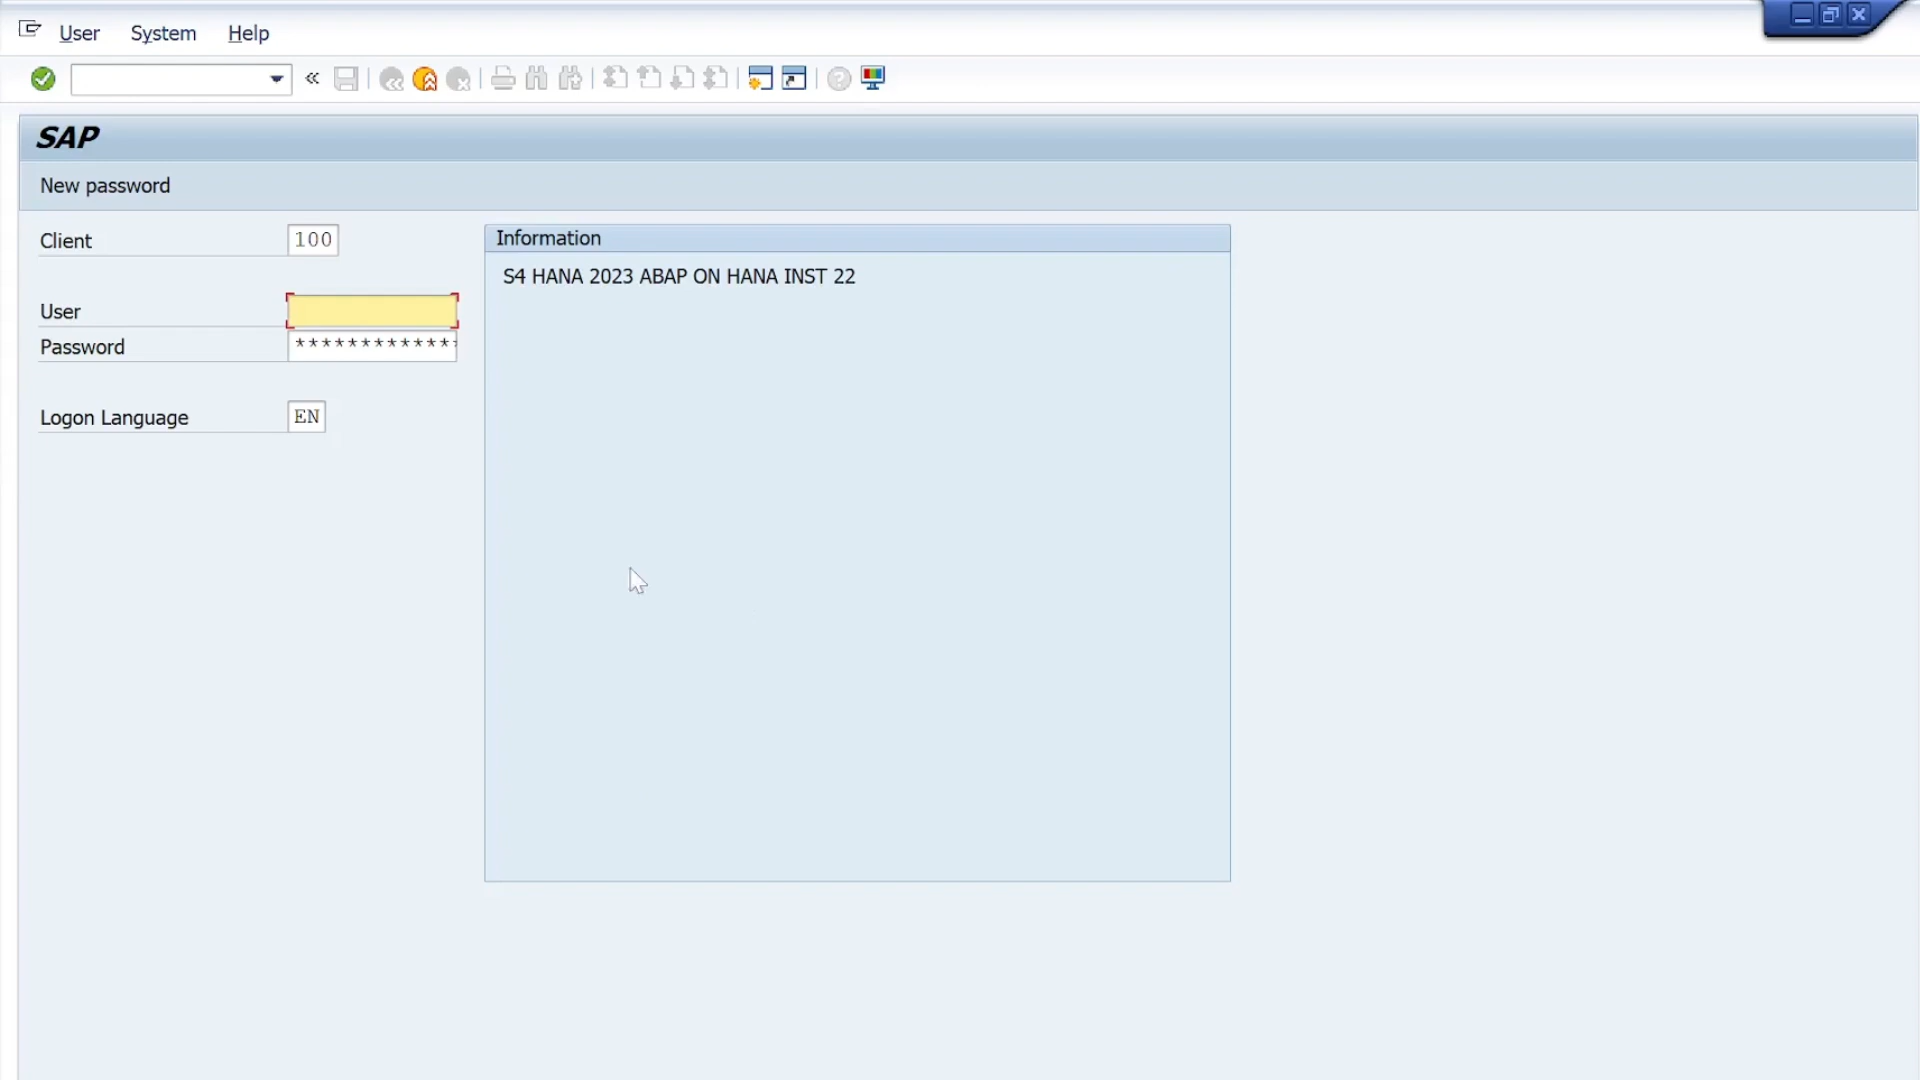 User System Help
SAP
New password
Client 100
User
Password *************
Logon Language EN
Information
S4 HANA 2023 ABAP ON HANA INST 22